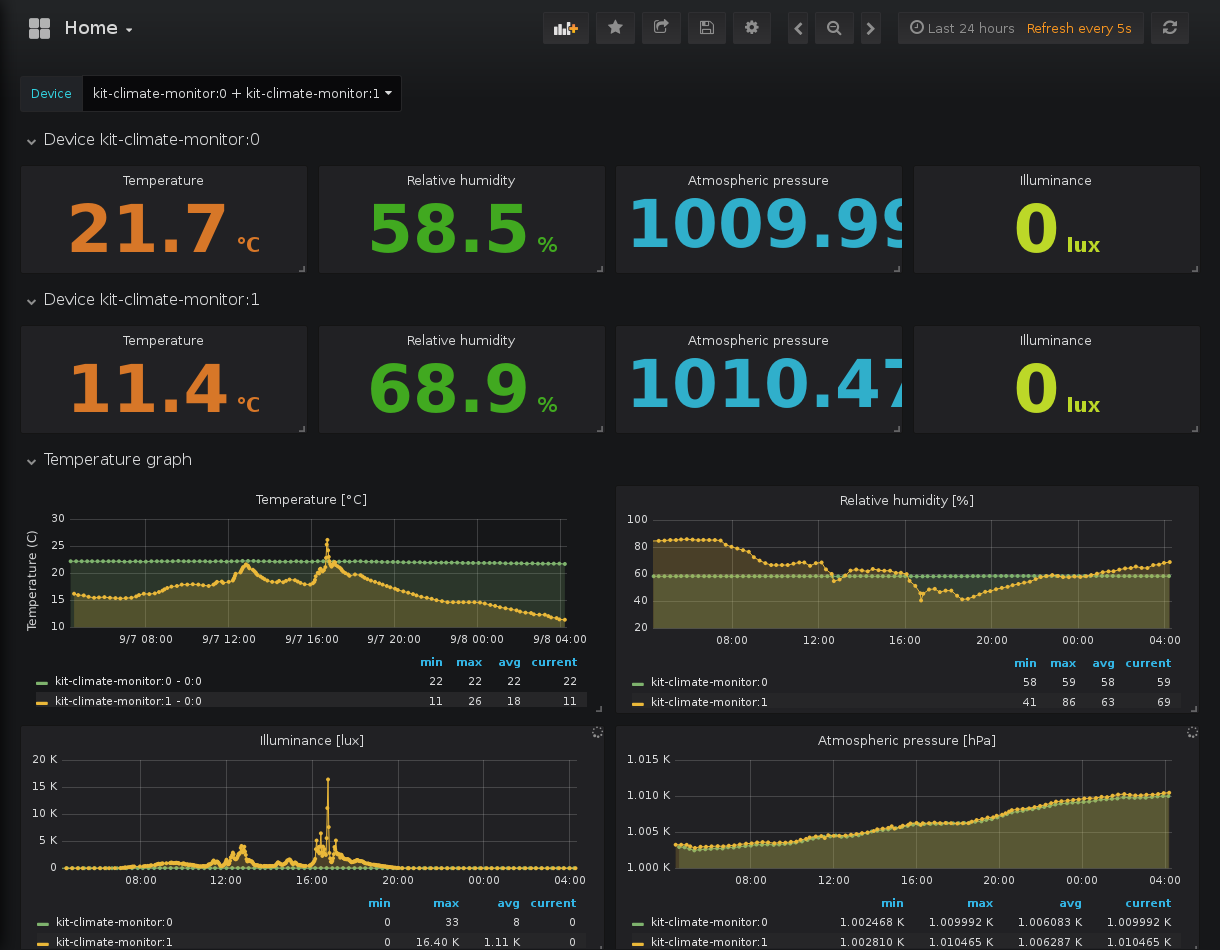 Home
Last 24 hours Refresh every 5s
Device kit-climate-monitor:0 + kit-climate-monitor:1
Device kit-climate-monitor:0
Temperature Relative humidity Atmospheric pressure Illuminance
21.7 °C 58.5 % 1009.99 0 lux
Device kit-climate-monitor:1
Temperature Relative humidity Atmospheric pressure Illuminance
11.4 °C 68.9 % 1010.47 0 lux
Temperature graph
Temperature [°C]
Temperature (C)
30
25
20
15
10
9/7 08:00 9/7 12:00 9/7 16:00 9/7 20:00 9/8 00:00 9/8 04:00
min max avg current
kit-climate-monitor:0 - 0:0 22 22 22 22
kit-climate-monitor:1 - 0:0 11 26 18 11
Relative humidity [%]
100
80
60
40
20
08:00 12:00 16:00 20:00 00:00 04:00
min max avg current
kit-climate-monitor:0 58 59 58 59
kit-climate-monitor:1 41 86 63 69
Illuminance [lux]
20 K
15 K
10 K
5 K
0
08:00 12:00 16:00 20:00 00:00 04:00
min max avg current
kit-climate-monitor:0 0 33 8 0
kit-climate-monitor:1 0 16.40 K 1.11 K 0
Atmospheric pressure [hPa]
1.015 K
1.010 K
1.005 K
1.000 K
08:00 12:00 16:00 20:00 00:00 04:00
min max avg current
kit-climate-monitor:0 1.002468 K 1.009992 K 1.006083 K 1.009992 K
kit-climate-monitor:1 1.002810 K 1.010465 K 1.006287 K 1.010465 K